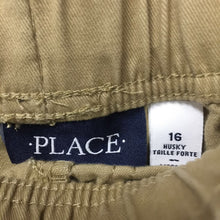 ·PLACE·
16
HUSKY
TAILLE FORTE